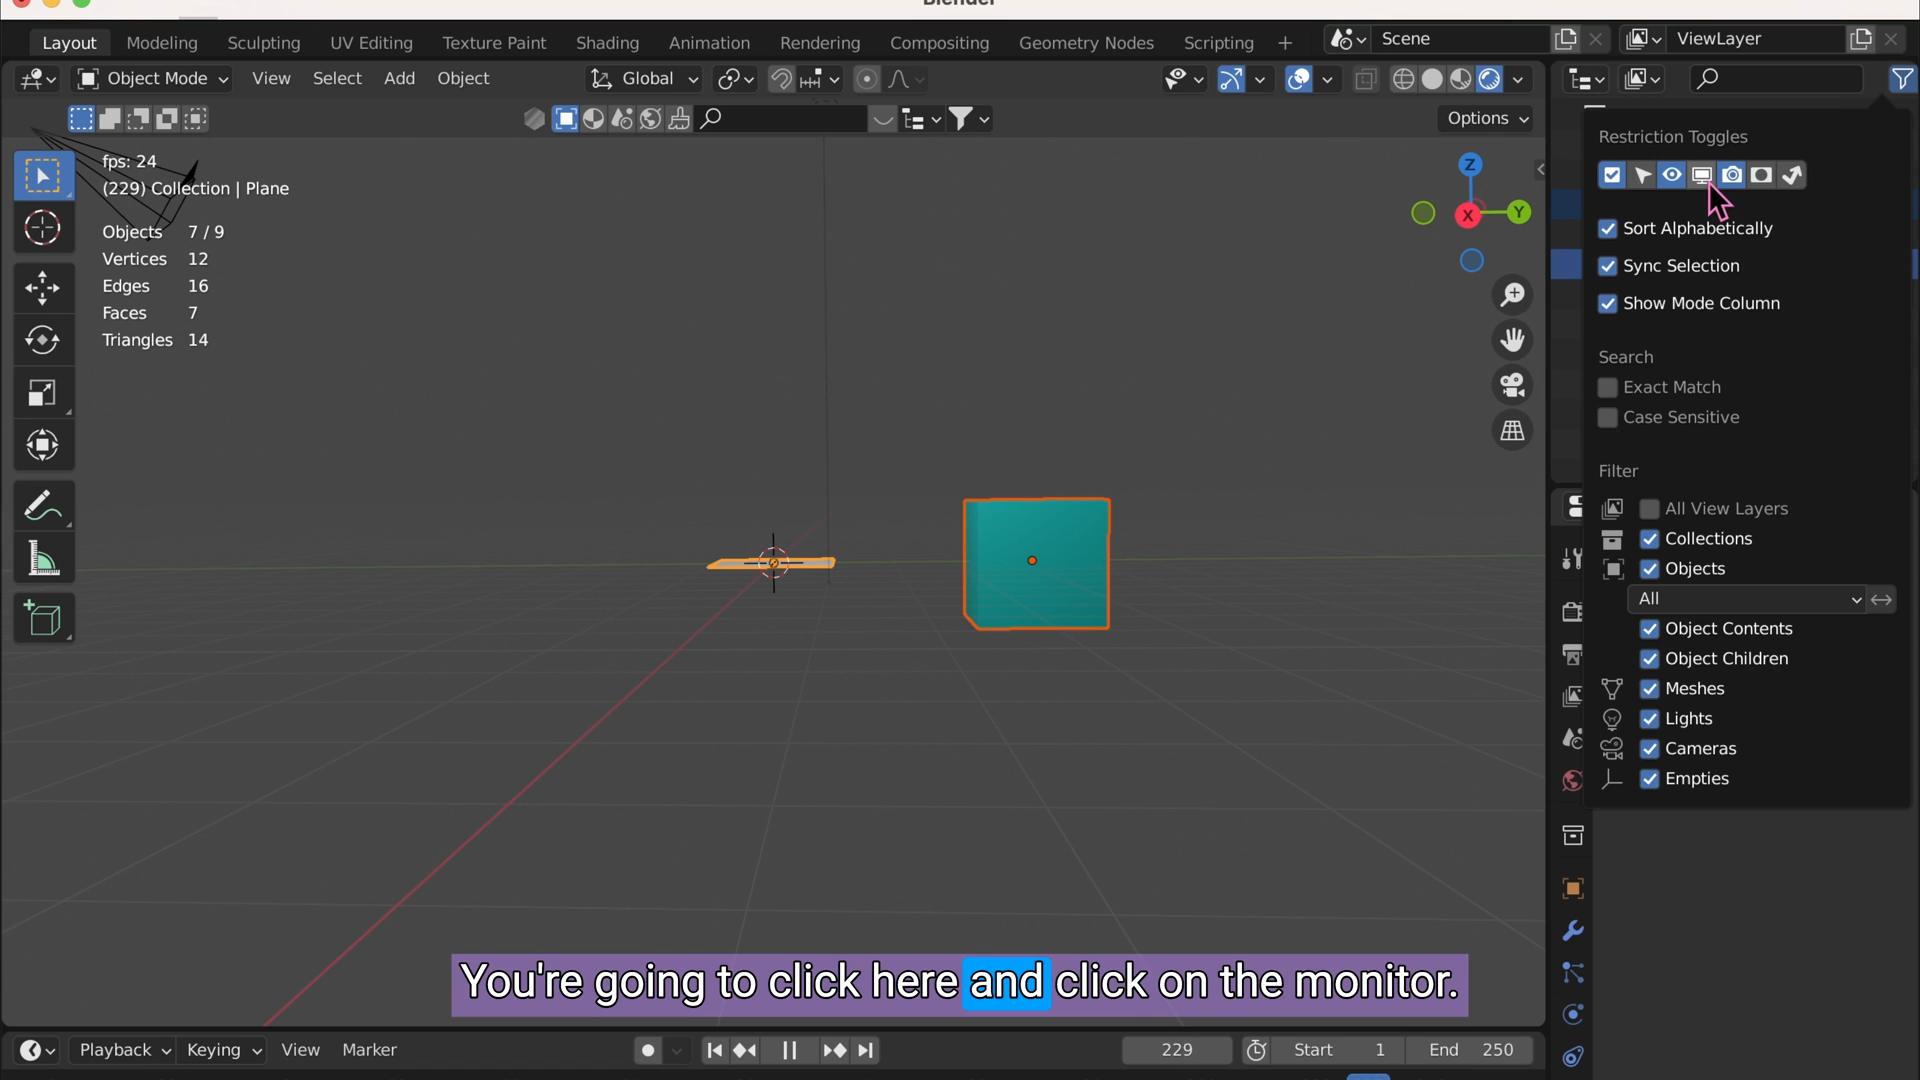 Blender
Layout Modeling Sculpting UV Editing Texture Paint Shading Animation Rendering Compositing Geometry Nodes Scripting + Scene ViewLayer
Object Mode View Select Add Object Global
Options
fps: 24
(229) Collection | Plane
Objects 7 / 9
Vertices 12
Edges 16
Faces 7
Triangles 14
Z
X
Y
Restriction Toggles
Sort Alphabetically
Sync Selection
Show Mode Column
Search
Exact Match
Case Sensitive
Filter
All View Layers
Collections
Objects
All
Object Contents
Object Children
Meshes
Lights
Cameras
Empties
You're going to click here and click on the monitor.
Playback Keying View Marker 229 Start 1 End 250